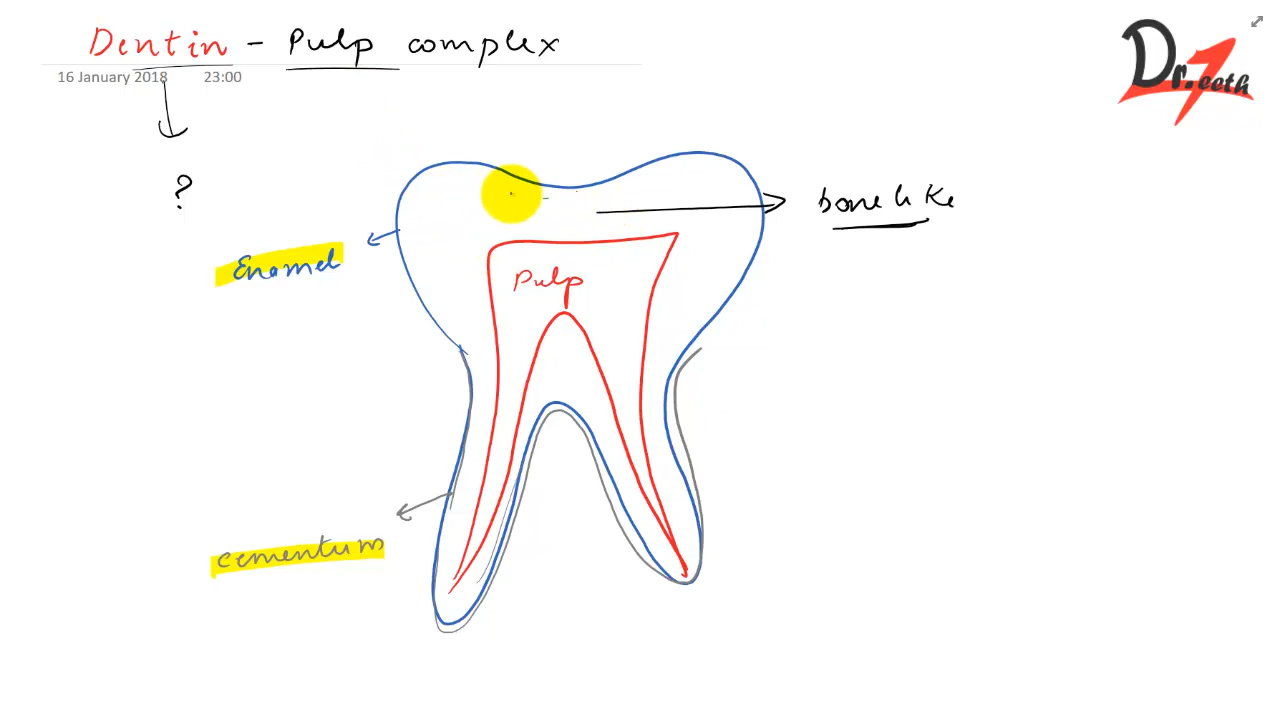 Dentin - Pulp complex
16 January 2018 23:00
Dr. Teeth
?
bone like
Enamel
Pulp
cementum